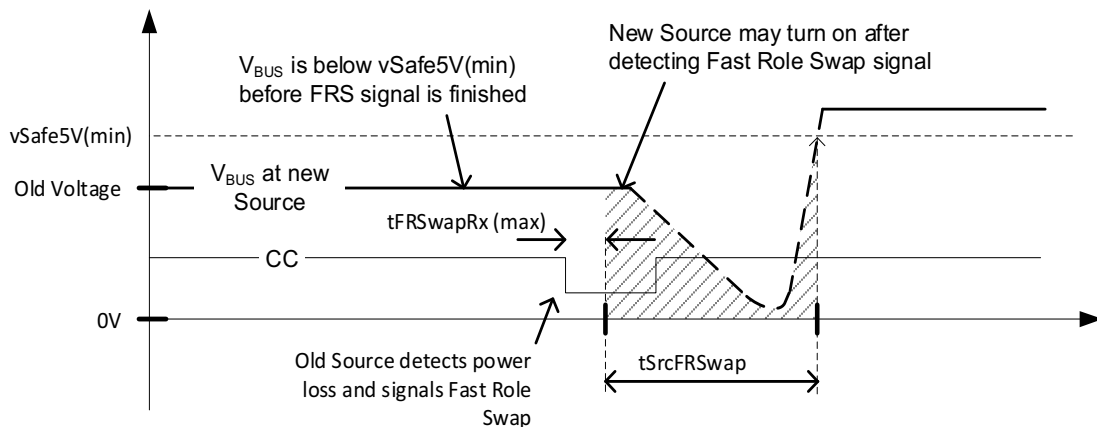 New Source may turn on after
detecting Fast Role Swap signal
VBUS is below vSafe5V(min)
before FRS signal is finished
vSafe5V(min)
Old Voltage
VBUS at new
Source
tFRSwapRx (max)
CC
0V
Old Source detects power
loss and signals Fast Role
Swap
tSrcFRSwap